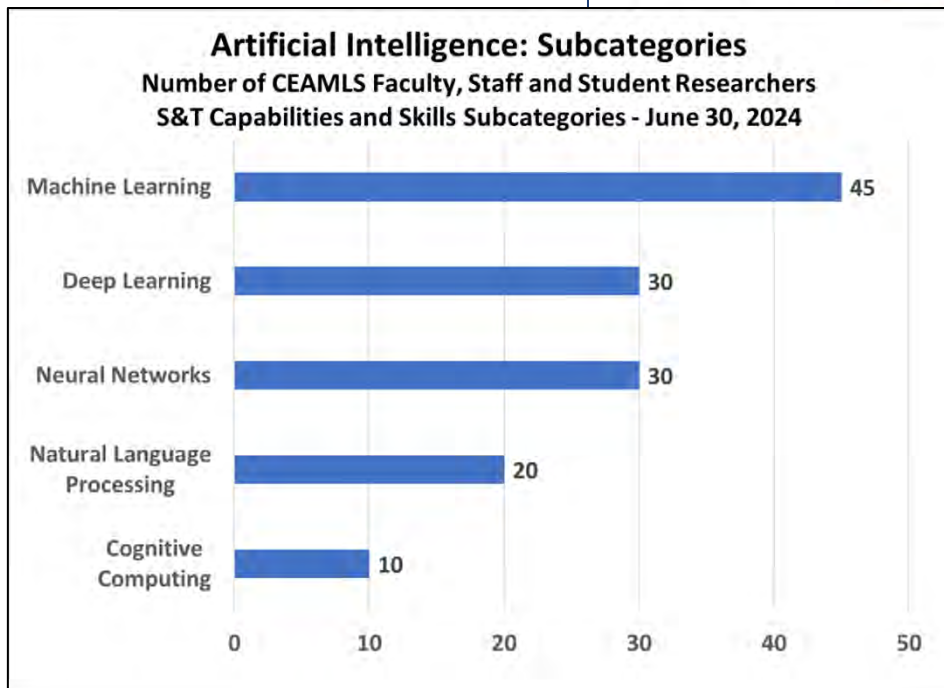 Artificial Intelligence: Subcategories
Number of CEAMLS Faculty, Staff and Student Researchers
S&T Capabilities and Skills Subcategories - June 30, 2024
Machine Learning
45
Deep Learning
30
Neural Networks
30
Natural Language
Processing
20
Cognitive
Computing
10
0 10 20 30 40 50